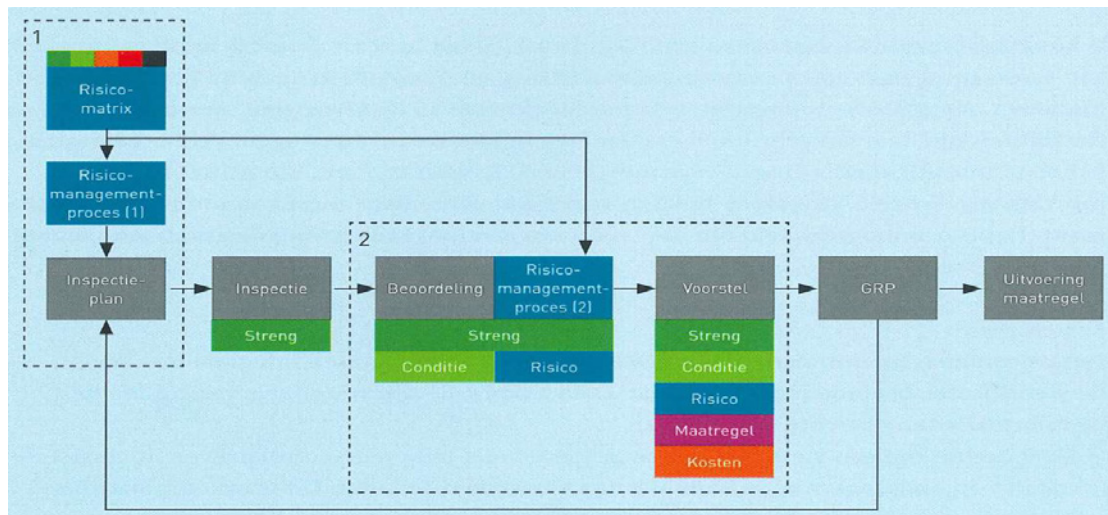 1
Risico-
matrix
Risico-
management-
proces (1)
Inspectie-
plan
Inspectie
Streng
2
Beoordeling
Risico-
management-
proces (2)
Streng
Conditie
Risico
Voorstel
Streng
Conditie
Risico
Maatregel
Kosten
GRP
Uitvoering
maatregel